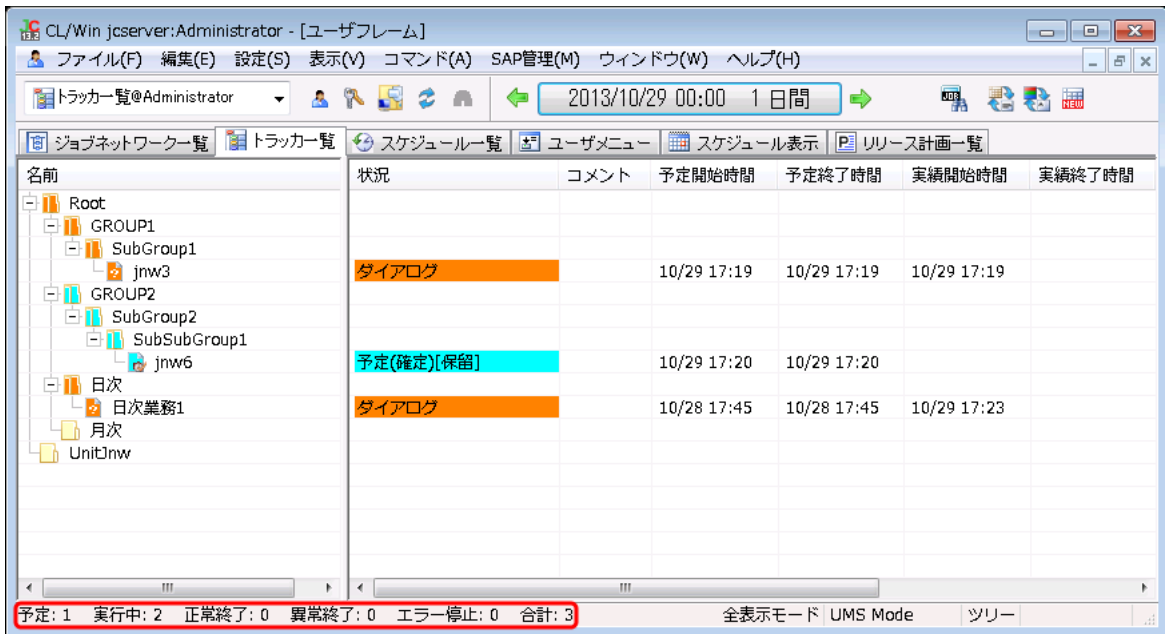 CL/Win jcserver:Administrator - [ユーザフレーム]
ファイル(F) 編集(E) 設定(S) 表示(V) コマンド(A) SAP管理(M) ウィンドウ(W) ヘルプ(H)
トラッカ一覧@Administrator 2013/10/29 00:00 1 日間
ジョブネットワーク一覧 トラッカ一覧 スケジュール一覧 ユーザメニュー スケジュール表示 リリース計画一覧
名前 状況 コメント 予定開始時間 予定終了時間 実績開始時間 実績終了時間
Root
GROUP1
SubGroup1
jnw3 ダイアログ 10/29 17:19 10/29 17:19 10/29 17:19
GROUP2
SubGroup2
SubSubGroup1
jnw6 予定(確定)[保留] 10/29 17:20 10/29 17:20
日次
日次業務1 ダイアログ 10/28 17:45 10/28 17:45 10/29 17:23
月次
UnitJnw
予定: 1 実行中: 2 正常終了: 0 異常終了: 0 エラー停止: 0 合計: 3 全表示モード UMS Mode ツリー